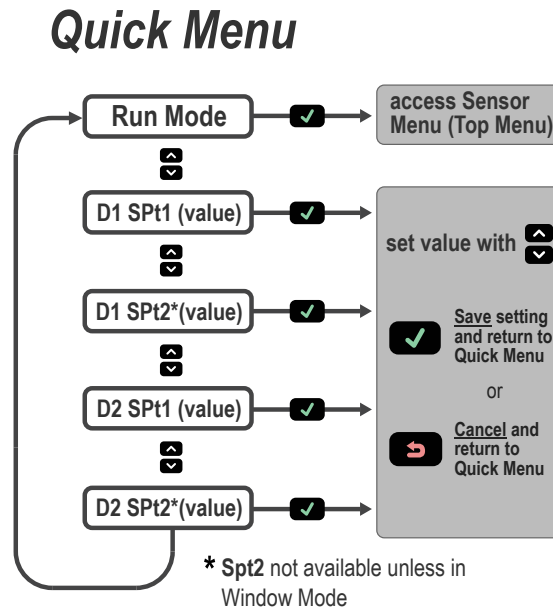 Quick Menu
Run Mode
access Sensor
Menu (Top Menu)
D1 SPt1 (value)
set value with
D1 SPt2*(value)
Save setting
and return to
Quick Menu
or
D2 SPt1 (value)
Cancel and
return to
Quick Menu
D2 SPt2*(value)
* Spt2 not available unless in
Window Mode